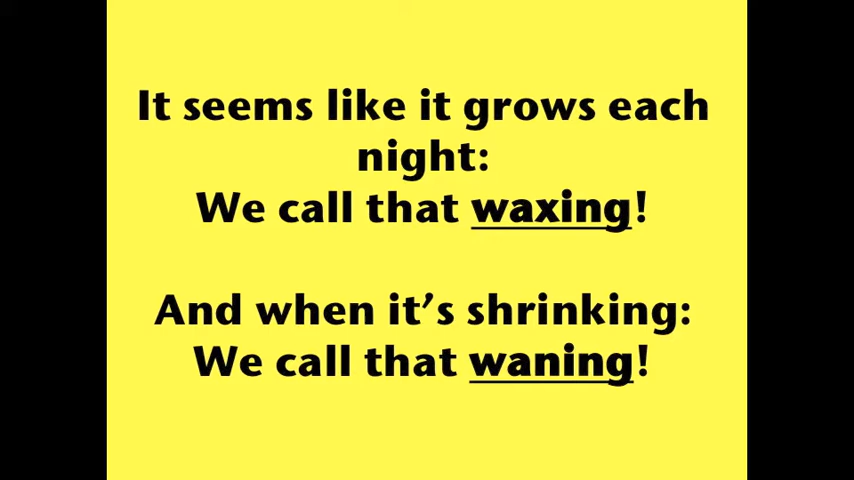 It seems like it grows each
night:
We call that waxing!
And when it’s shrinking:
We call that waning!